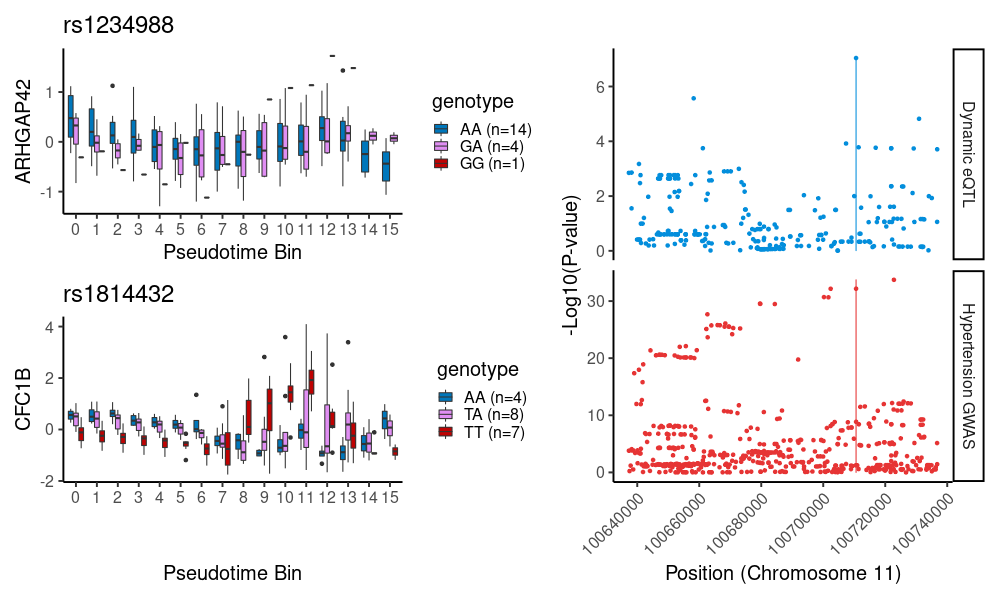 rs1234988
ARHGAP42
1
0
-1
0 1 2 3 4 5 6 7 8 9 10 11 12 13 14 15
Pseudotime Bin
genotype
AA (n=14)
GA (n=4)
GG (n=1)
rs1814432
CFC1B
4
2
0
-2
0 1 2 3 4 5 6 7 8 9 10 11 12 13 14 15
Pseudotime Bin
genotype
AA (n=4)
TA (n=8)
TT (n=7)
-Log10(P-value)
6
4
2
0
Dynamic eQTL
30
20
10
0
Hypertension GWAS
100640000 100660000 100680000 100700000 100720000 100740000
Position (Chromosome 11)